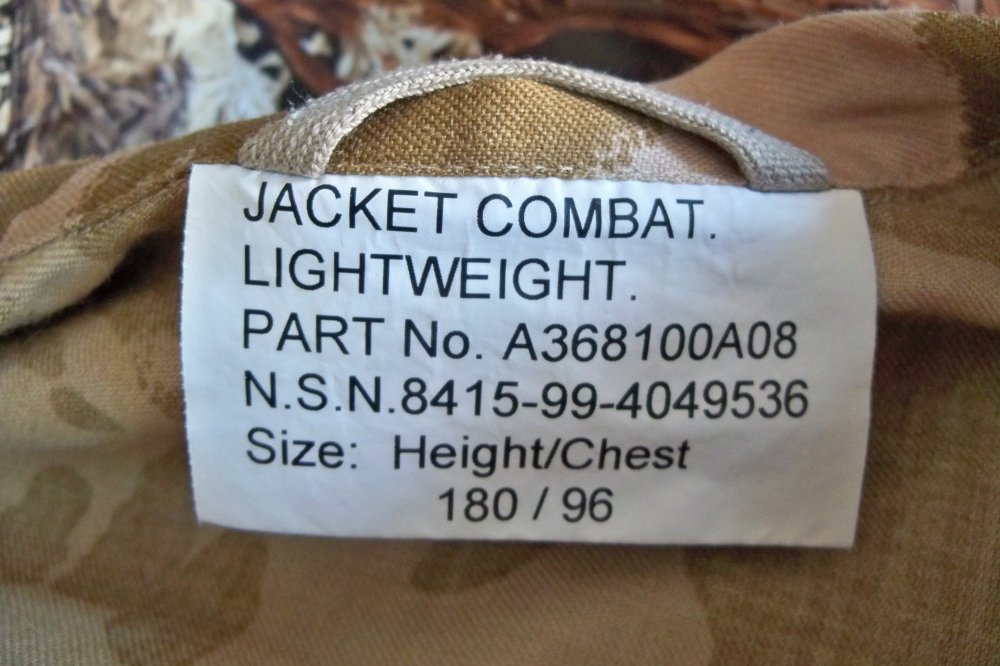 JACKET COMBAT.
LIGHTWEIGHT.
PART No. A368100A08
N.S.N.8415-99-4049536
Size: Height/Chest
180 / 96